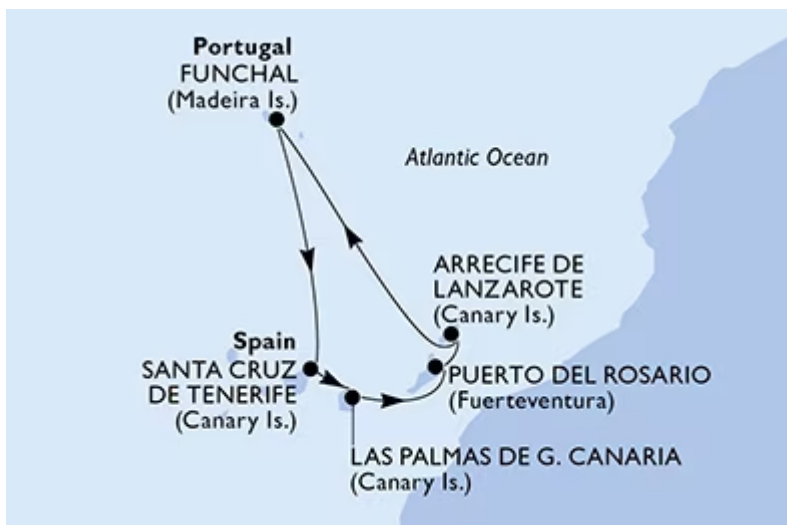 Portugal
FUNCHAL
(Madeira Is.)
Atlantic Ocean
ARRECIFE DE
LANZAROTE
(Canary Is.)
Spain
SANTA CRUZ
DE TENERIFE
(Canary Is.)
PUERTO DEL ROSARIO
(Fuerteventura)
LAS PALMAS DE G. CANARIA
(Canary Is.)